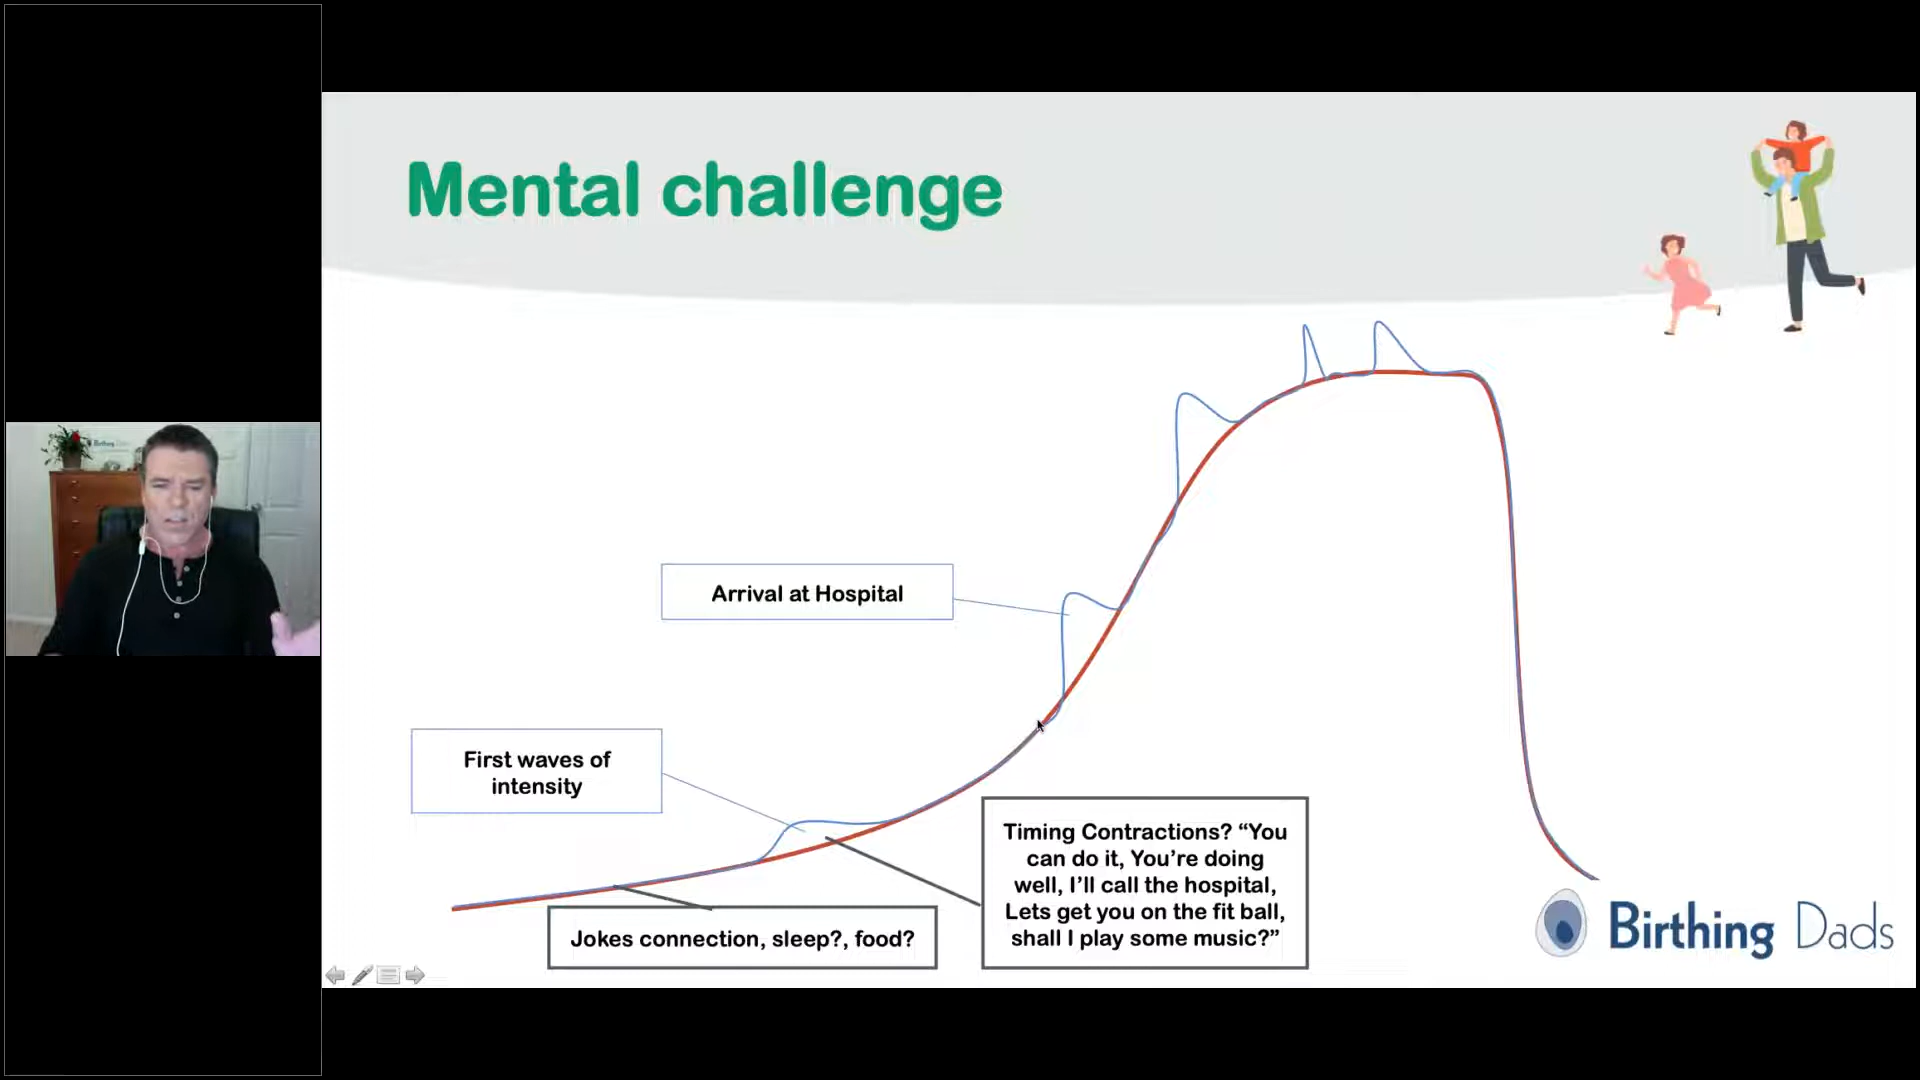 Mental challenge
Arrival at Hospital
First waves of
intensity
Timing Contractions? “You
can do it, You’re doing
well, I’ll call the hospital,
Lets get you on the fit ball,
shall I play some music?”
Jokes connection, sleep?, food?
Birthing Dads
Birthing Dads